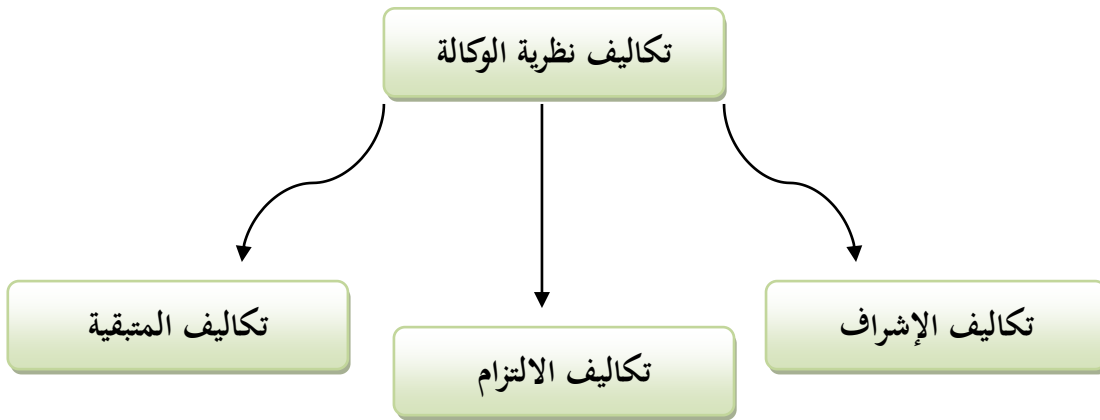 تكاليف نظرية الوكالة
تكاليف الإشراف
تكاليف الالتزام
تكاليف المتبقية